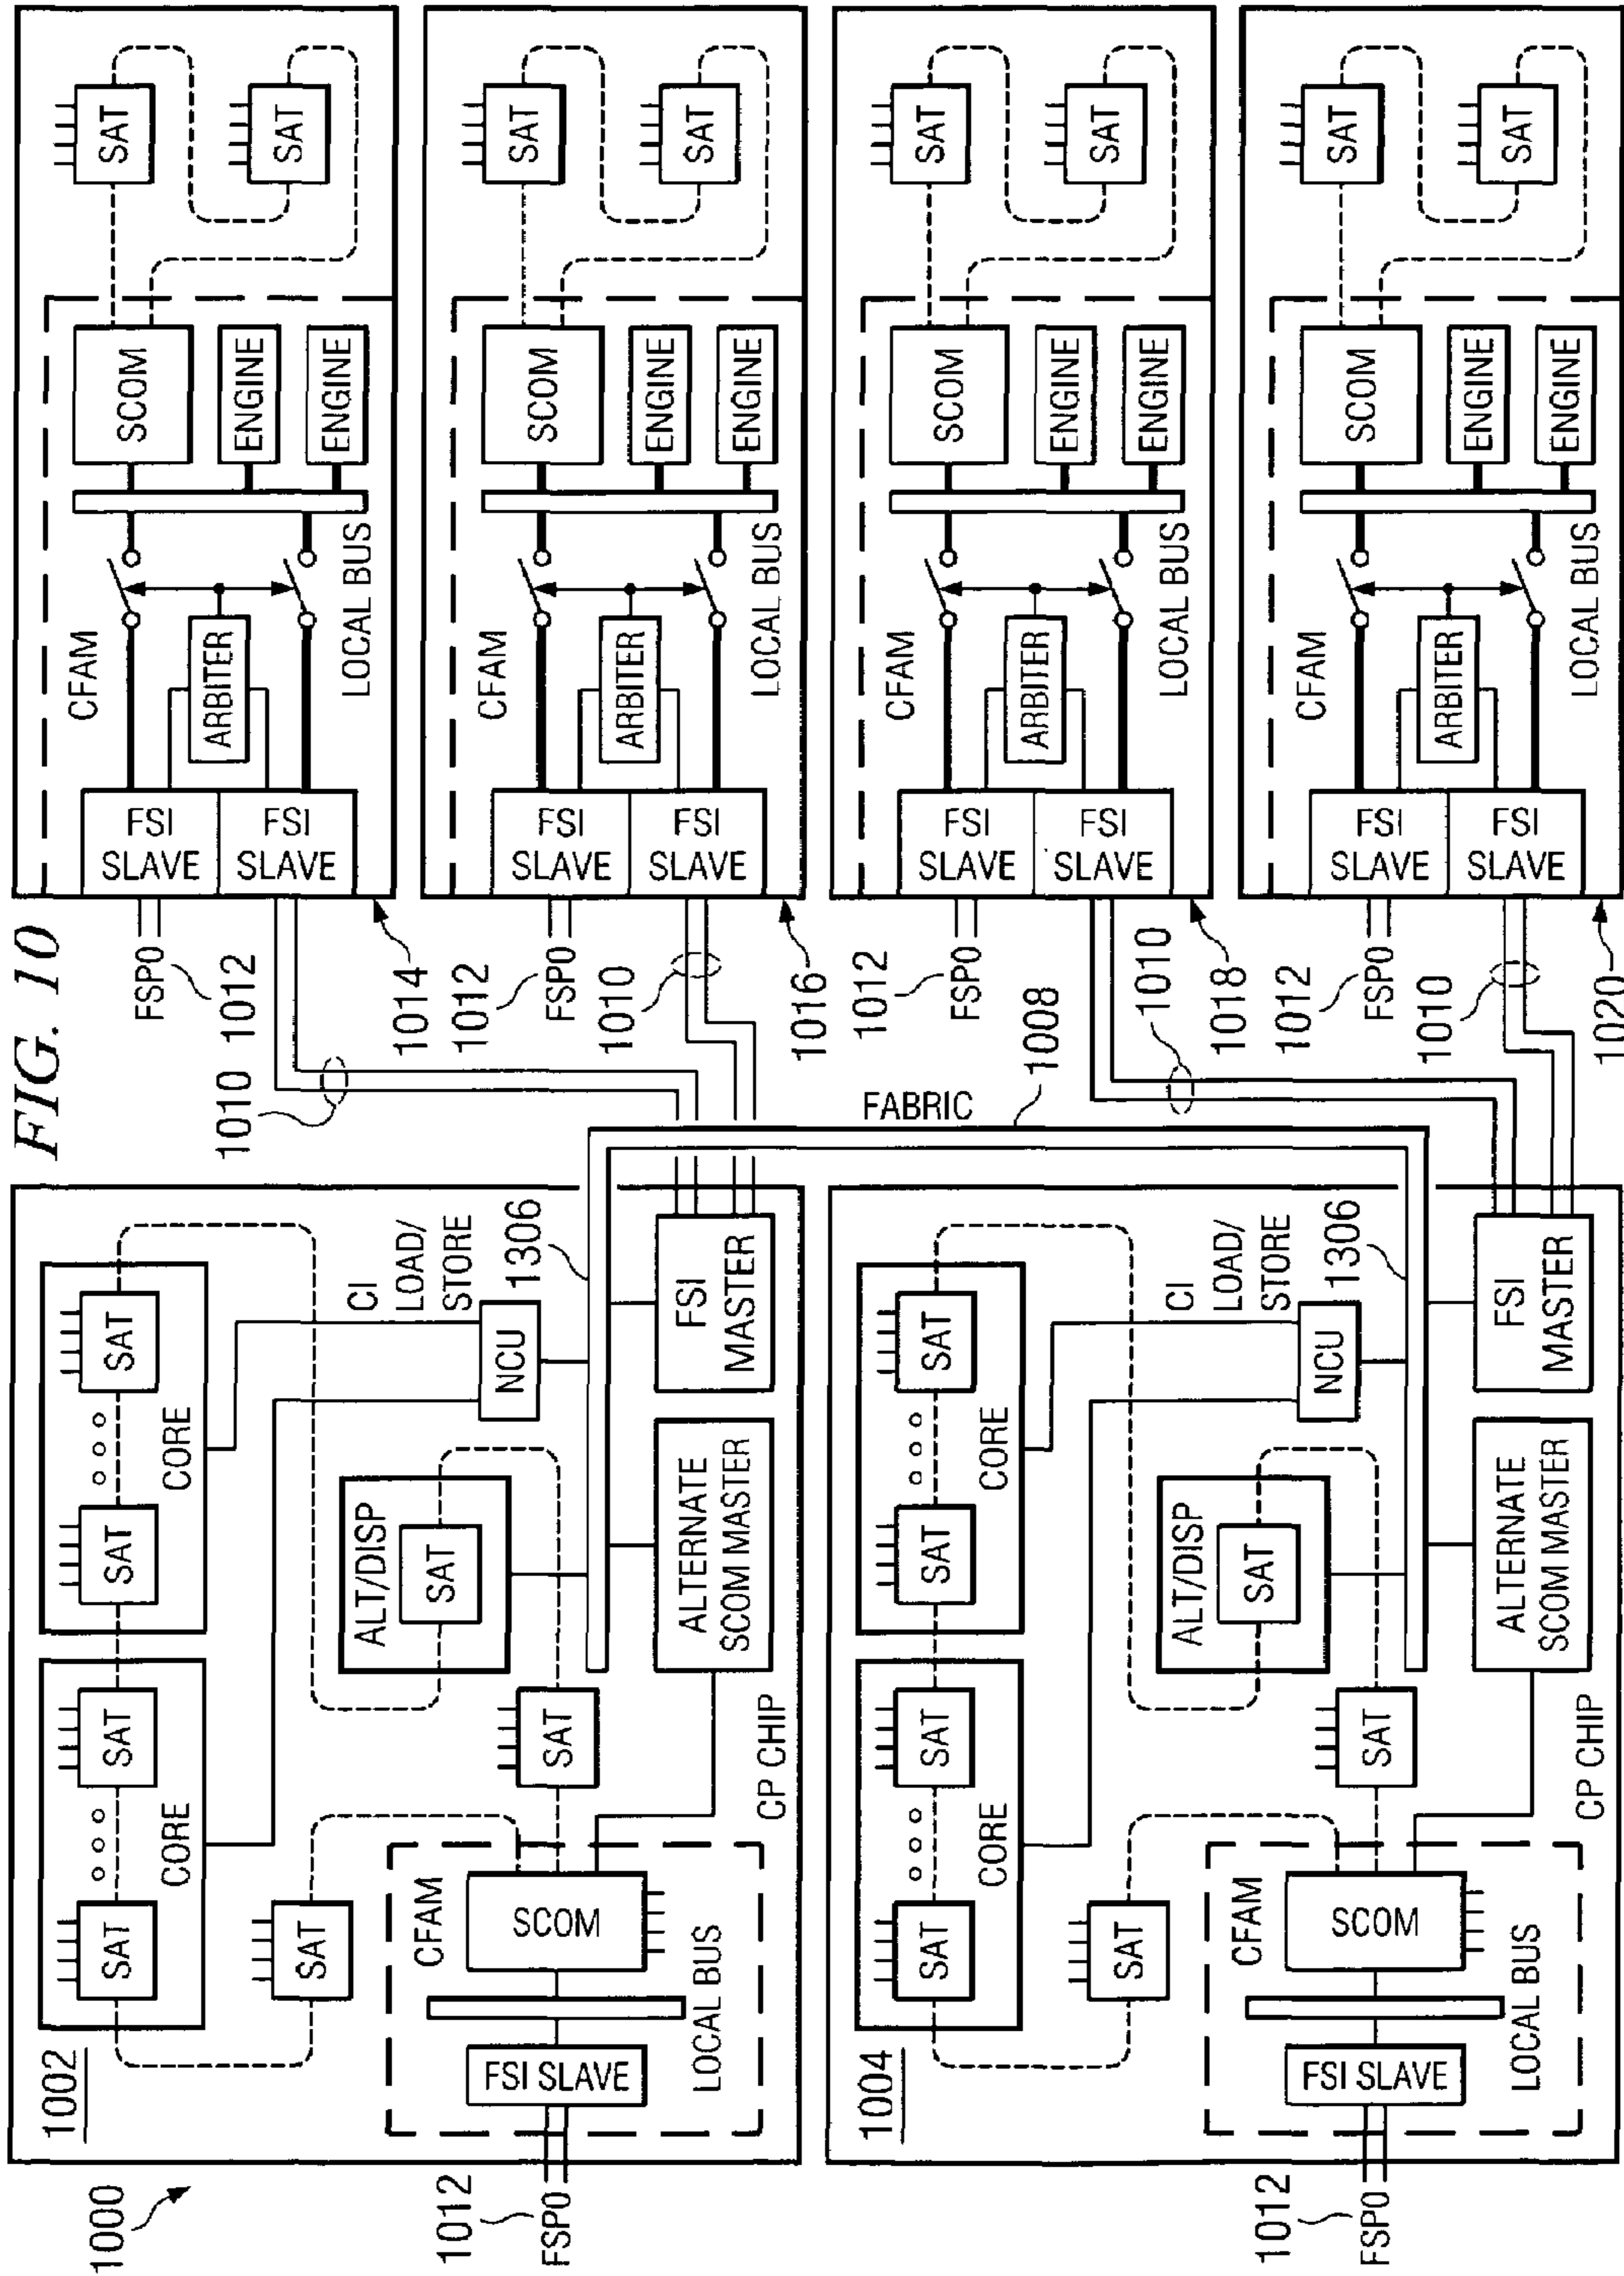 FIG. 10
1000
1002
SAT
SAT
SAT
SAT
CORE
CORE
SAT
CFAM
SCOM
LOCAL BUS
FSI SLAVE
1012
FSP0
SAT
ALT/DISP
SAT
CI
LOAD/
STORE
NCU
11306
ALTERNATE
SCOM MASTER
FSI
MASTER
CP CHIP
1004
SAT
SAT
SAT
SAT
CORE
CORE
SAT
CFAM
SCOM
LOCAL BUS
FSI SLAVE
1012
FSP0
SAT
ALT/DISP
SAT
CI
LOAD/
STORE
NCU
11306
ALTERNATE
SCOM MASTER
FSI
MASTER
CP CHIP
FABRIC
1008
FSP0
1012
1010
1014
FSI
SLAVE
FSI
SLAVE
CFAM
ARBITER
LOCAL BUS
SCOM
ENGINE
ENGINE
SAT
SAT
1012
FSP0
1010
1016
FSI
SLAVE
FSI
SLAVE
CFAM
ARBITER
LOCAL BUS
SCOM
ENGINE
ENGINE
SAT
SAT
1012
FSP0
1010
1018
FSI
SLAVE
FSI
SLAVE
CFAM
ARBITER
LOCAL BUS
SCOM
ENGINE
ENGINE
SAT
SAT
1012
FSP0
1010
1020
FSI
SLAVE
FSI
SLAVE
CFAM
ARBITER
LOCAL BUS
SCOM
ENGINE
ENGINE
SAT
SAT